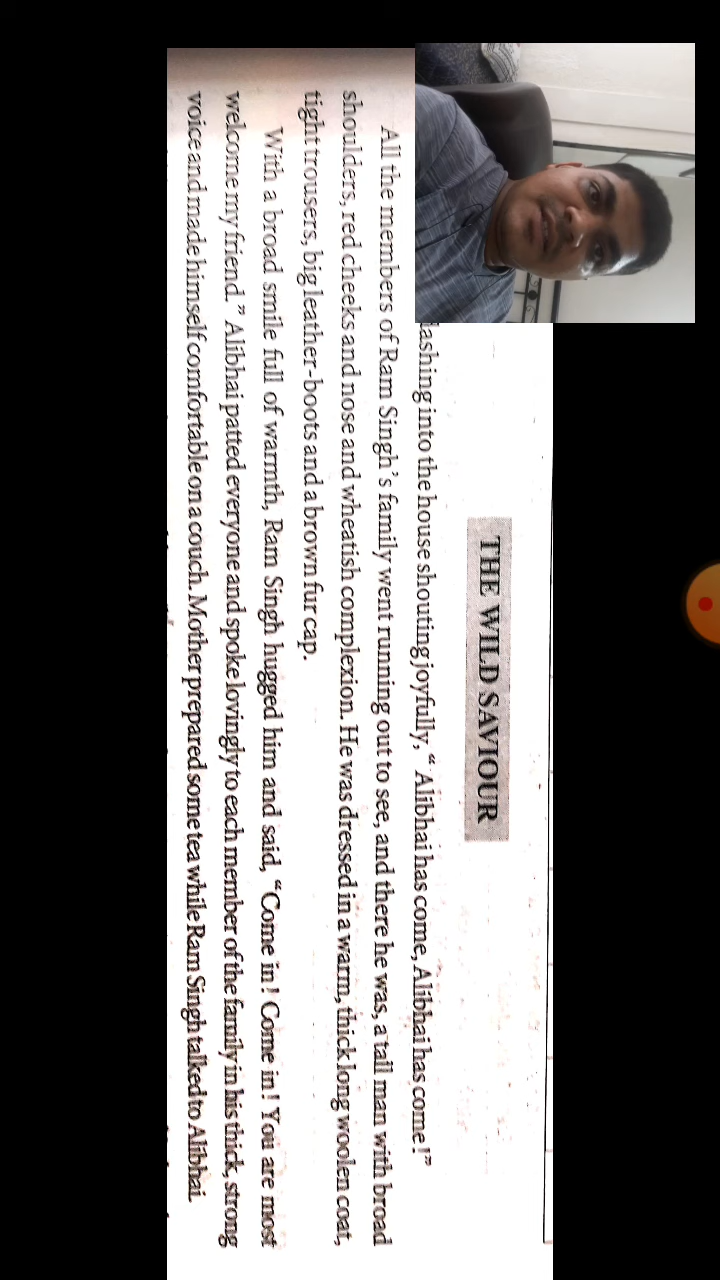 THE WILD SAVIOUR
dashing into the house shouting joyfully, “ Alibhai has come, Alibhai has come !”
All the members of Ram Singh’s family went running out to see, and there he was, a tall man with broad
shoulders, red cheeks and nose and wheatish complexion. He was dressed in a warm, thick long woolen coat,
tight trousers, big leather-boots and a brown fur cap.
With a broad smile full of warmth, Ram Singh hugged him and said, “Come in ! Come in ! You are most
welcome my friend.” Alibhai patted everyone and spoke lovingly to each member of the family in his thick, strong
voice and made himself comfortable on a couch. Mother prepared some tea while Ram Singh talked to Alibhai.